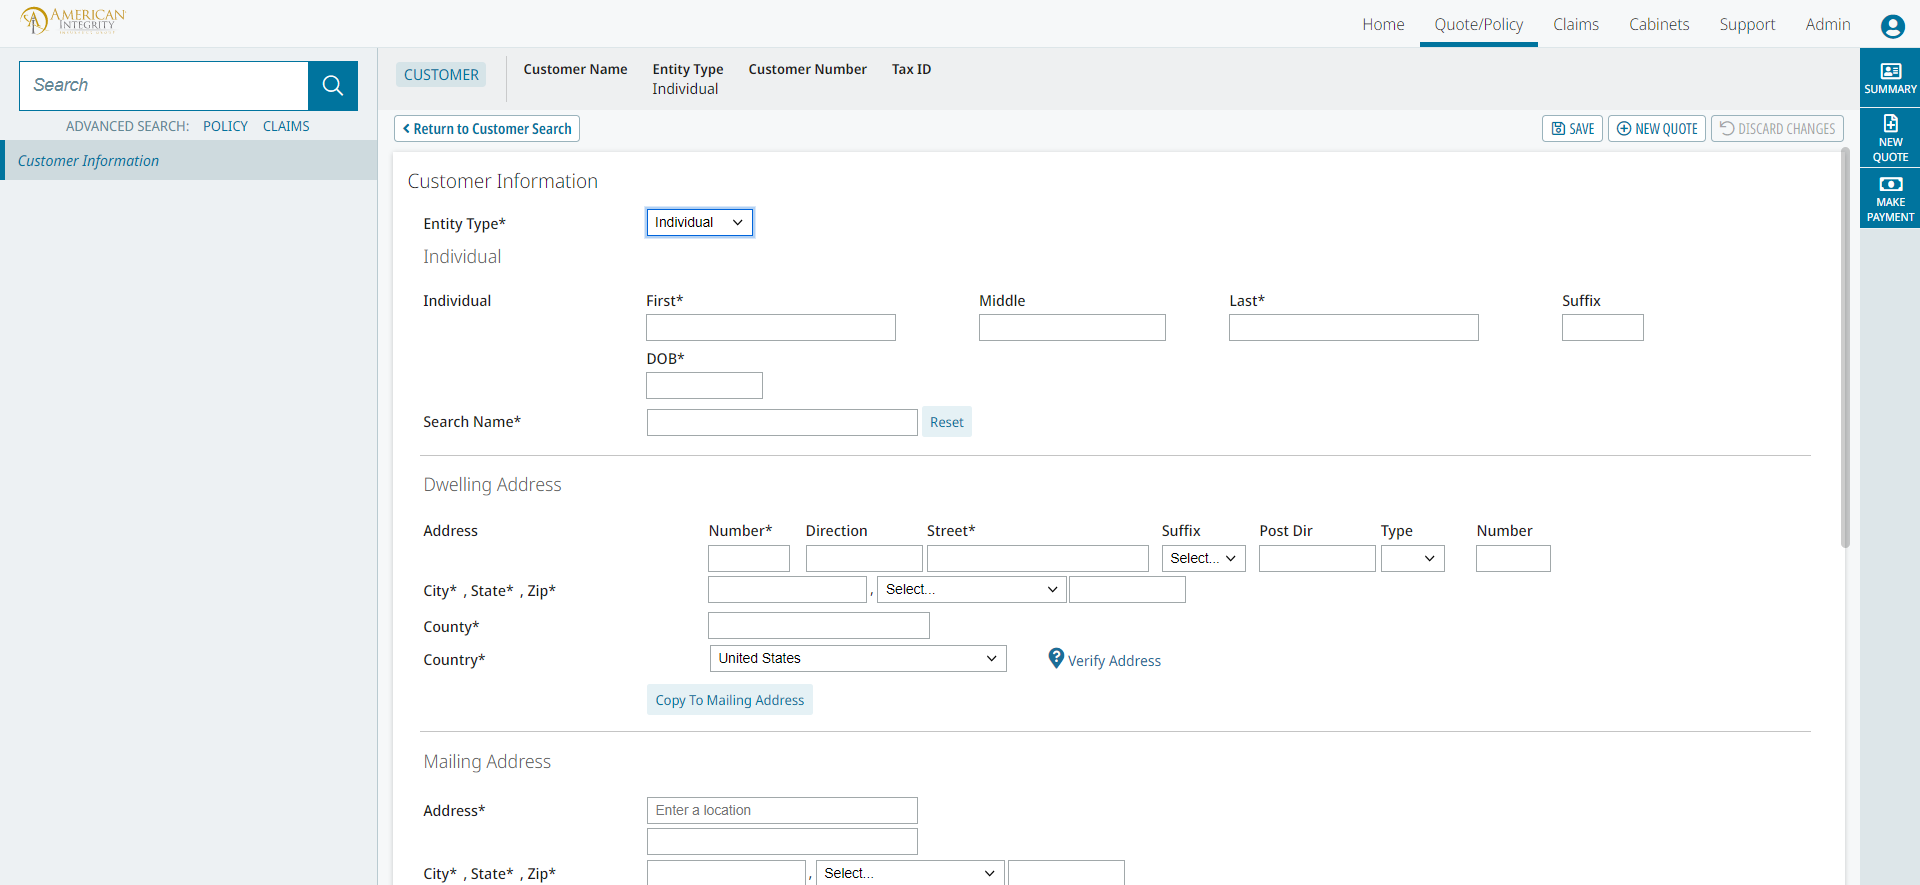 AMERICAN
INTEGRITY
Home Quote/Policy Claims Cabinets Support Admin
Search
ADVANCED SEARCH: POLICY CLAIMS
Customer Information
CUSTOMER
Customer Name Entity Type Customer Number Tax ID
Individual
Return to Customer Search
SAVE NEW QUOTE DISCARD CHANGES
SUMMARY
NEW
QUOTE
MAKE
PAYMENT
Customer Information
Entity Type* Individual
Individual
Individual First* Middle Last* Suffix
DOB*
Search Name* Reset
Dwelling Address
Address Number* Direction Street* Suffix Post Dir Type Number
Select...
City* , State* , Zip* , Select...
County*
Country* United States Verify Address
Copy To Mailing Address
Mailing Address
Address* Enter a location
City* , State* , Zip* , Select...